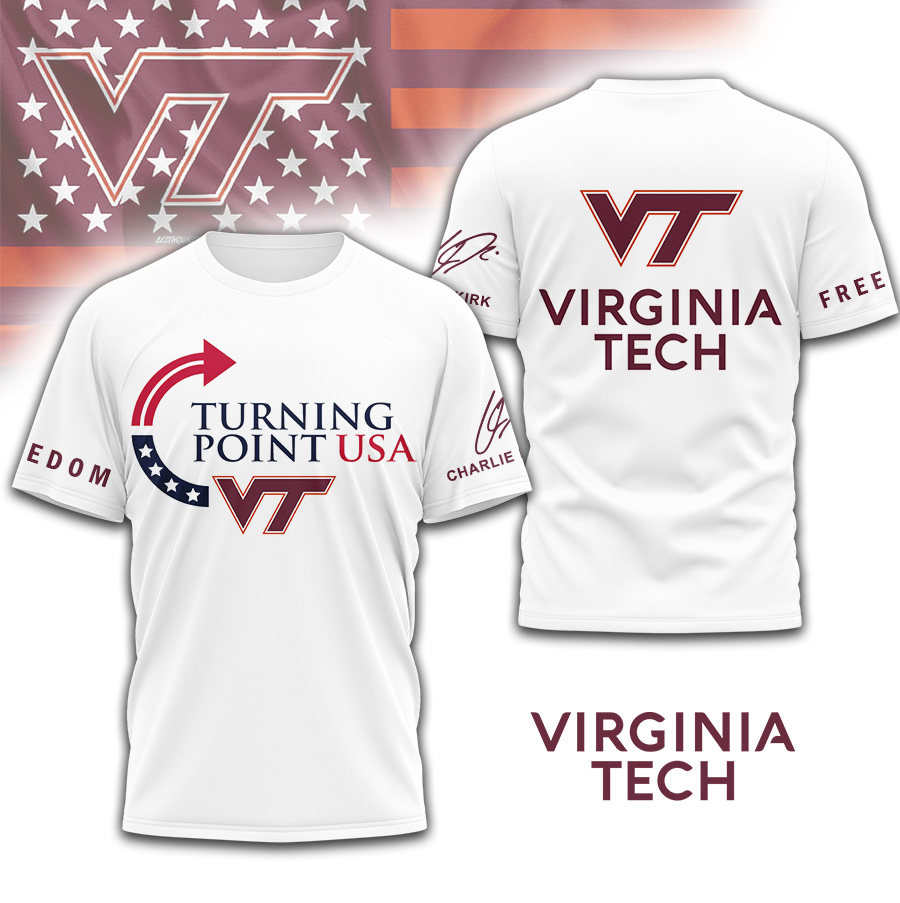 VT
VT
VIRGINIA
TECH
KIRK
FREE
TURNING
POINT USA
VT
EDOM
CHARLIE
VIRGINIA
TECH